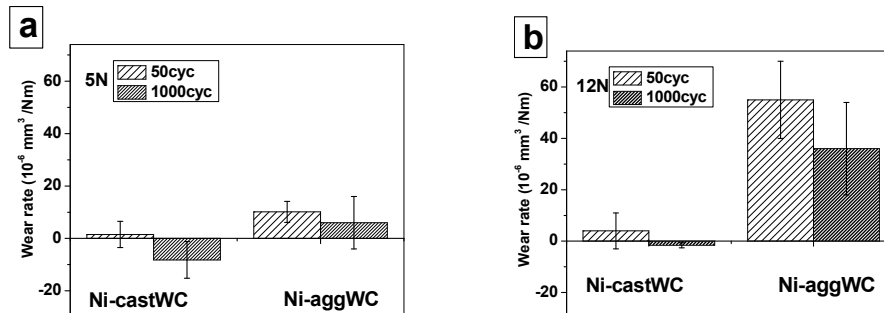 a
Wear rate (10⁻⁶ mm³ /Nm)
60
40
20
0
-20
5N
50cyc
1000cyc
Ni-castWC
Ni-aggWC
b
Wear rate (10⁻⁶ mm³ /Nm)
60
40
20
0
-20
12N
50cyc
1000cyc
Ni-castWC
Ni-aggWC